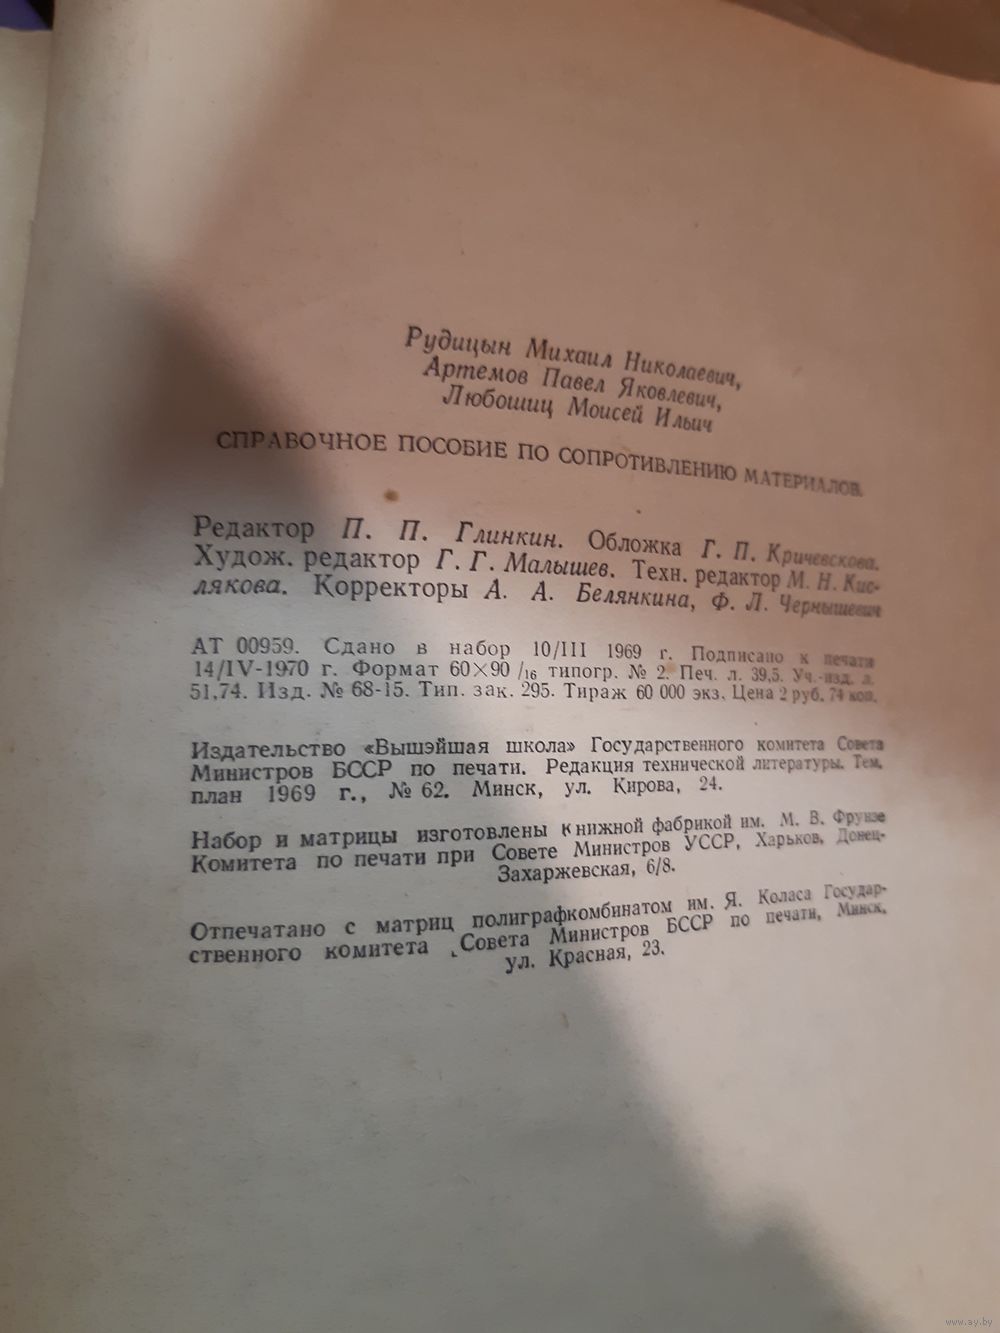 Рудицын Михаил Николаевич,
Артемов Павел Яковлевич,
Любошиц Моисей Ильич
СПРАВОЧНОЕ ПОСОБИЕ ПО СОПРОТИВЛЕНИЮ МАТЕРИАЛОВ.
Редактор П. П. Глинкин. Обложка Г. П. Кричевскова.
Худож. редактор Г. Г. Малышев. Техн. редактор М. Н. Кис-
лякова. Корректоры А. А. Белянкина, Ф. Л. Чернышевич
АТ 00959. Сдано в набор 10/III 1969 г. Подписано к печати
14/IV-1970 г. Формат 60×90 /16 типогр. № 2. Печ. л. 39,5. Уч.-изд. л.
51,74. Изд. № 68-15. Тип. зак. 295. Тираж 60 000 экз. Цена 2 руб. 74 коп.
Издательство «Вышэйшая школа» Государственного комитета Совета
Министров БССР по печати. Редакция технической литературы. Тем.
план 1969 г., № 62. Минск, ул. Кирова, 24.
Набор и матрицы изготовлены книжной фабрикой им. М. В. Фрунзе
Комитета по печати при Совете Министров УССР, Харьков, Донец-
Захаржевская, 6/8.
Отпечатано с матриц полиграфкомбинатом им. Я. Коласа Государ-
ственного комитета Совета Министров БССР по печати, Минск,
ул. Красная, 23.
www.ay.by